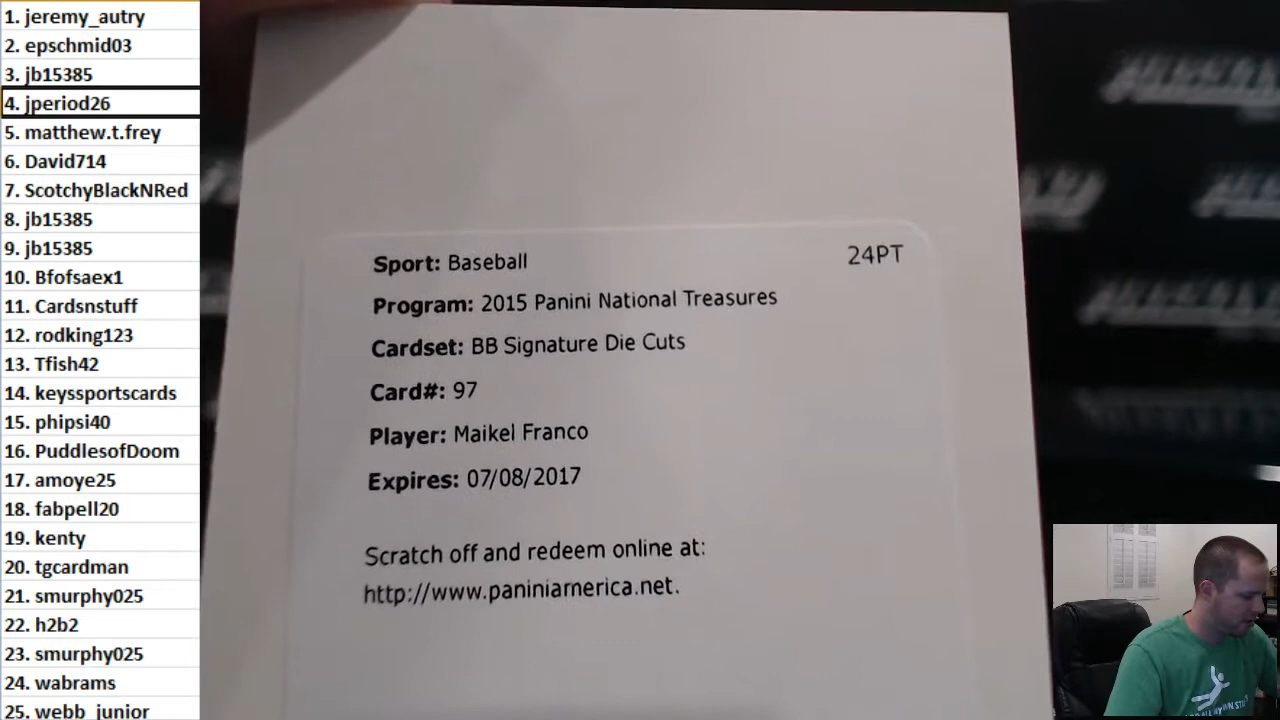 1. jeremy_autry
2. epschmid03
3. jb15385
4. jperiod26
5. matthew.t.frey
6. David714
7. ScotchyBlackNRed
8. jb15385
9. jb15385
10. Bfofsaex1
11. Cardsnstuff
12. rodking123
13. Tfish42
14. keyssportscards
15. phipsi40
16. PuddlesofDoom
17. amoye25
18. fabpell20
19. kenty
20. tgcardman
21. smurphy025
22. h2b2
23. smurphy025
24. wabrams
25. webb_junior
Sport: Baseball 24PT
Program: 2015 Panini National Treasures
Cardset: BB Signature Die Cuts
Card#: 97
Player: Maikel Franco
Expires: 07/08/2017
Scratch off and redeem online at:
http://www.paniniamerica.net.